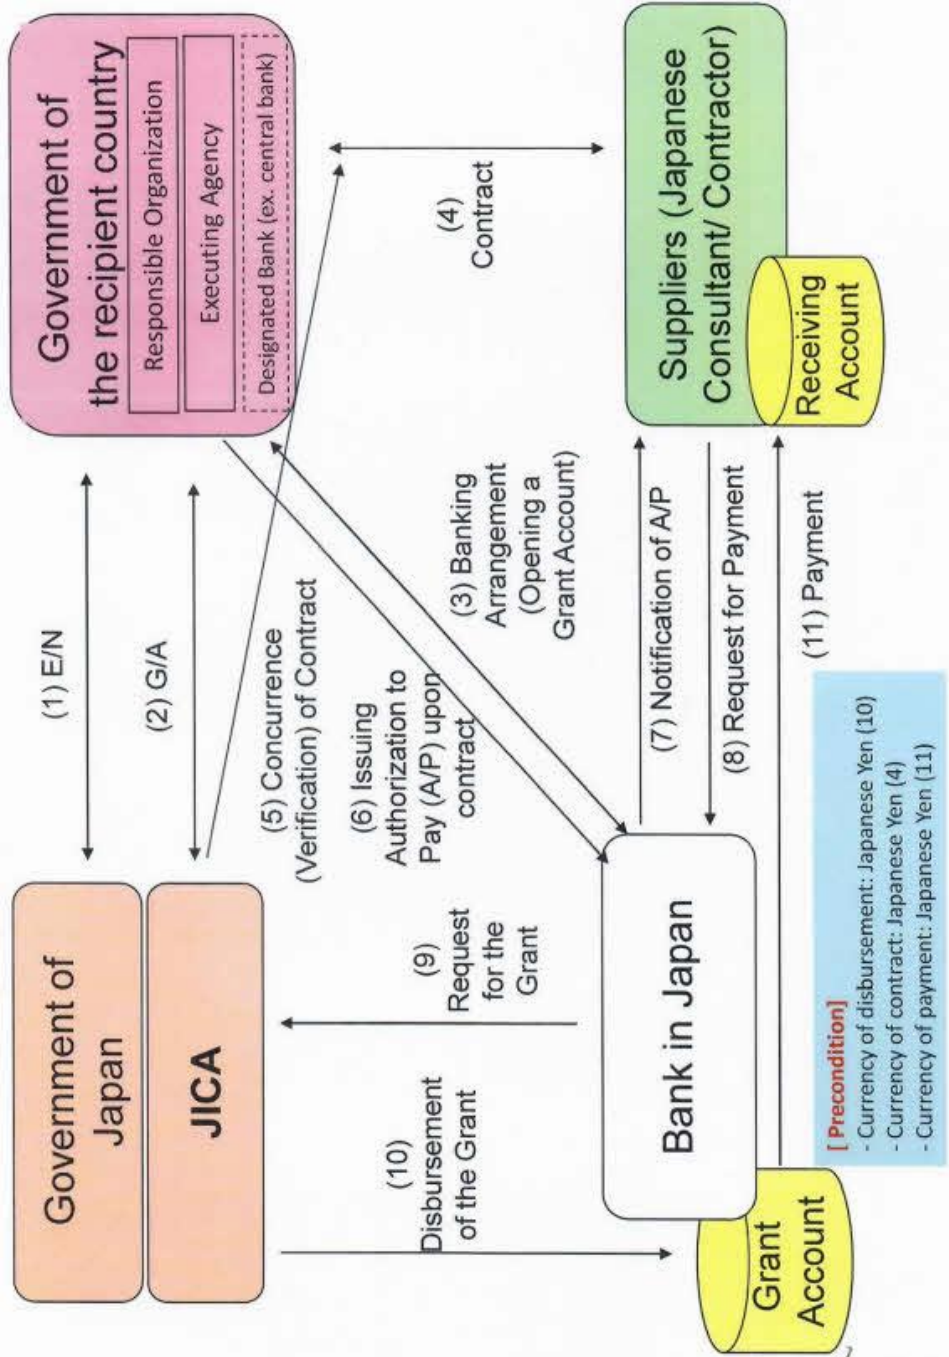 Government of
Japan
JICA
(1) E/N
(2) G/A
Government of
the recipient country
Responsible Organization
Executing Agency
Designated Bank (ex. central bank)
(5) Concurrence
(Verification) of Contract
(6) Issuing
Authorization to
Pay (A/P) upon
contract
(3) Banking
Arrangement
(Opening a
Grant Account)
(4)
Contract
(10)
Disbursement
of the Grant
(9)
Request
for the
Grant
Bank in Japan
Grant
Account
(7) Notification of A/P
(8) Request for Payment
(11) Payment
Suppliers (Japanese
Consultant/ Contractor)
Receiving
Account
[ Precondition]
- Currency of disbursement: Japanese Yen (10)
- Currency of contract: Japanese Yen (4)
- Currency of payment: Japanese Yen (11)